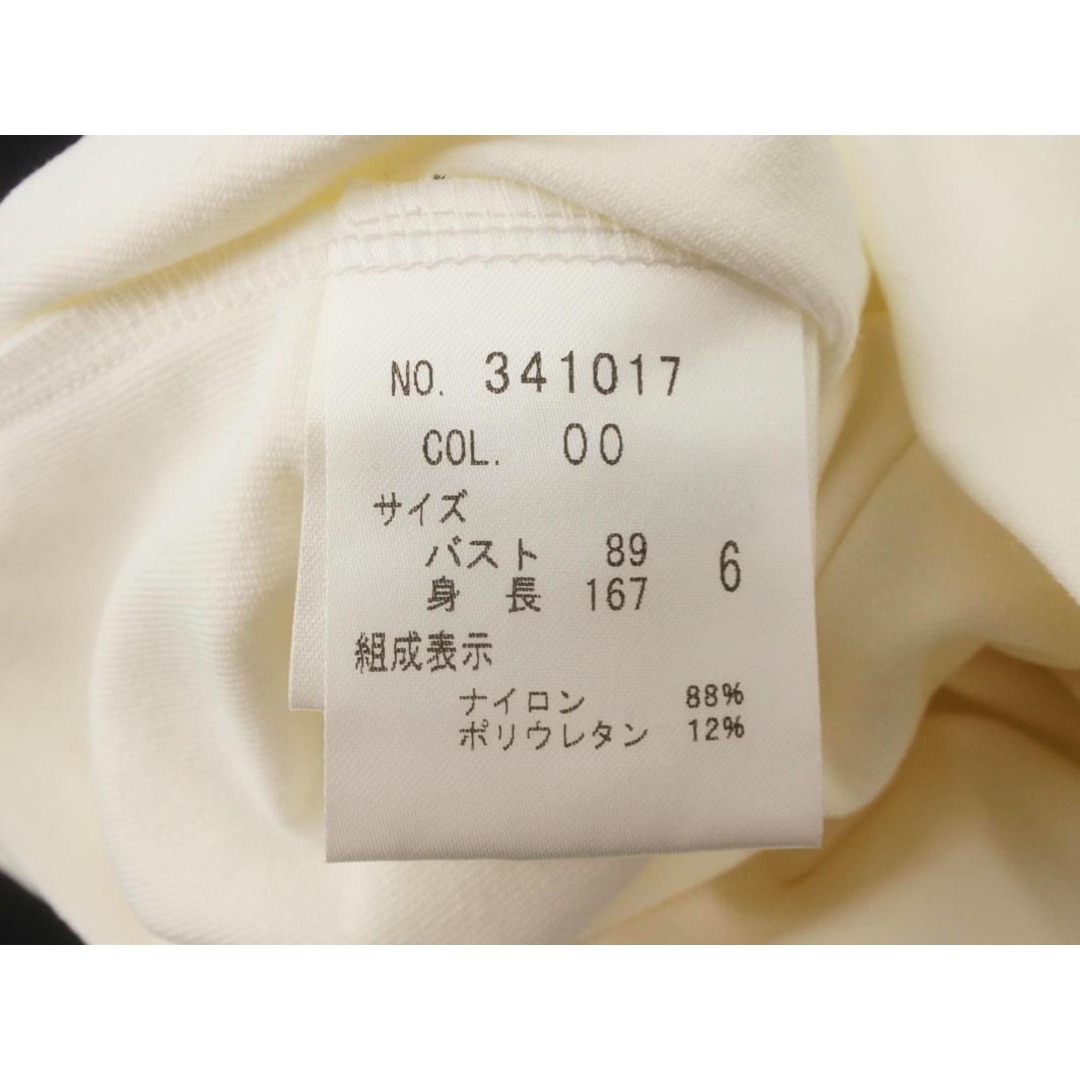 NO. 341017
COL. 00
サイズ
バスト 89
身 長 167 6
組成表示
ナイロン 88%
ポリウレタン 12%